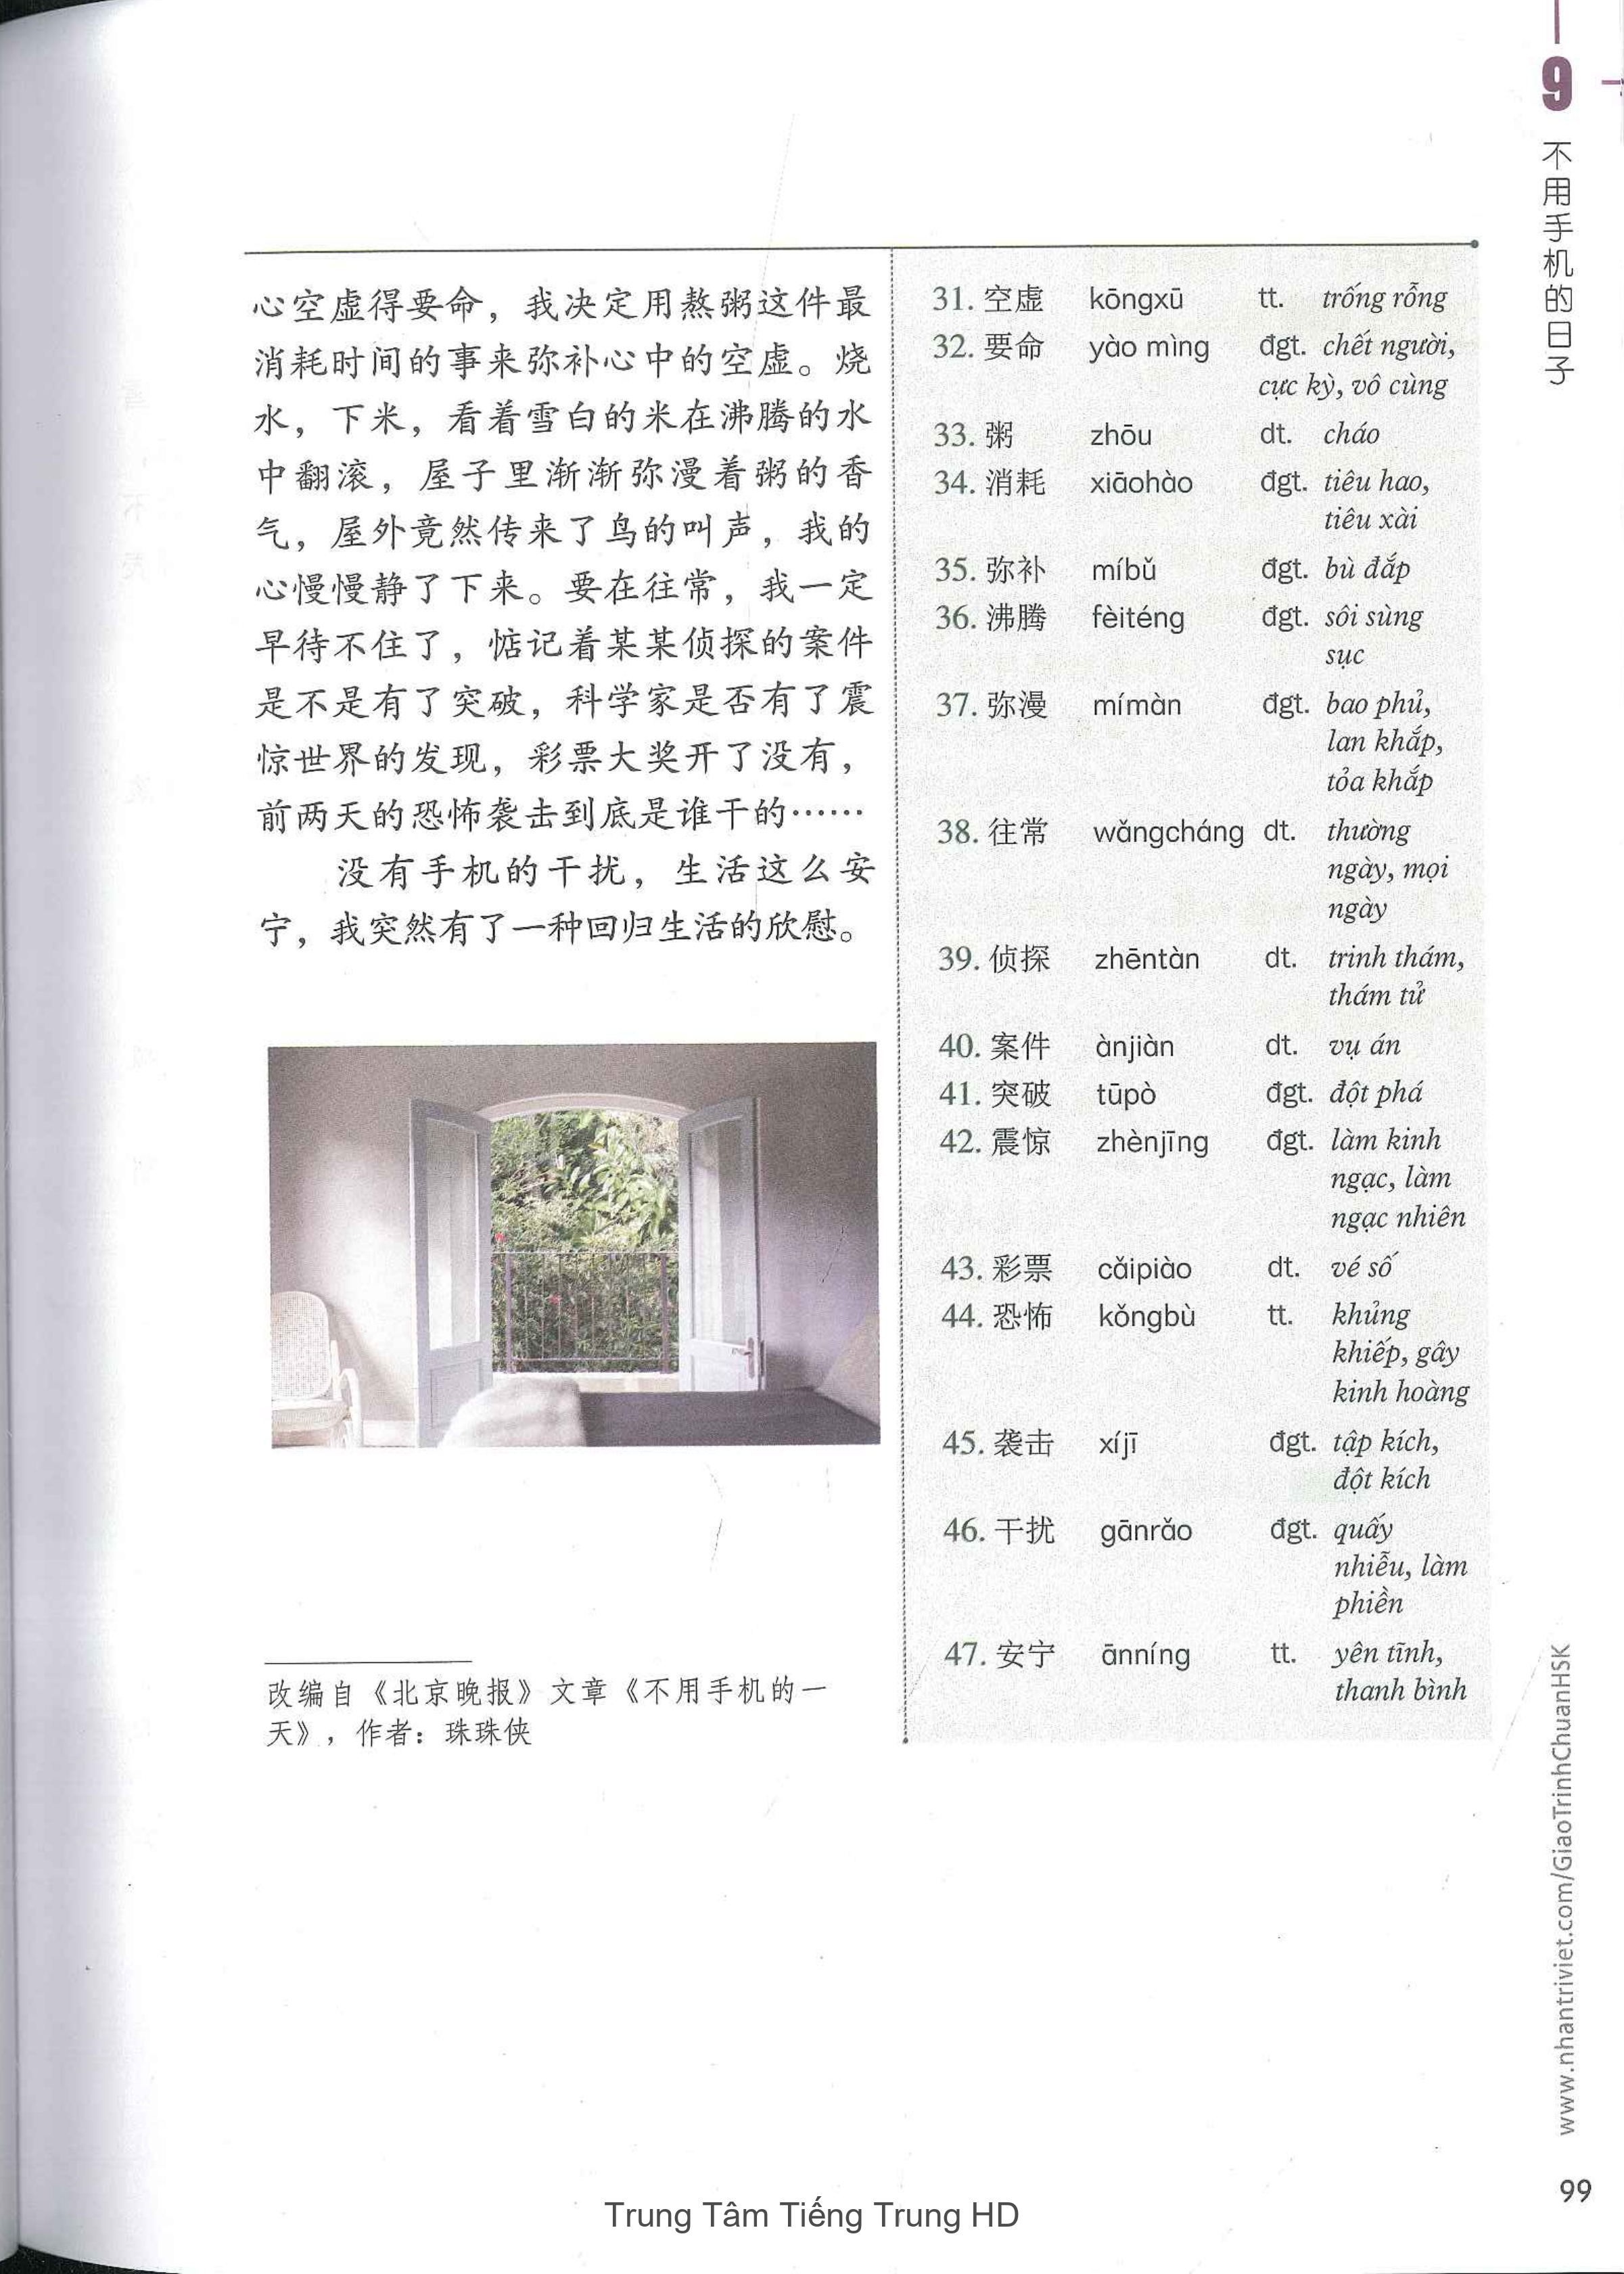 9
不用手机的日子
心空虚得要命，我决定用熬粥这件最
消耗时间的事来弥补心中的空虚。烧
水，下米，看着雪白的米在沸腾的水
中翻滚，屋子里渐渐弥漫着粥的香
气，屋外竟然传来了鸟的叫声，我的
心慢慢静了下来。要在往常，我一定
早待不住了，惦记着某某侦探的案件
是不是有了突破，科学家是否有了震
惊世界的发现，彩票大奖开了没有，
前两天的恐怖袭击到底是谁干的……
没有手机的干扰，生活这么安
宁，我突然有了一种回归生活的欣慰。
改编自《北京晚报》文章《不用手机的一
天》，作者：珠珠侠
31. 空虚 kōngxū tt. trống rỗng
32. 要命 yào mìng đgt. chết người,
cực kỳ, vô cùng
33. 粥 zhōu dt. cháo
34. 消耗 xiāohào đgt. tiêu hao,
tiêu xài
35. 弥补 míbǔ đgt. bù đắp
36. 沸腾 fèiténg đgt. sôi sùng
sục
37. 弥漫 mímàn đgt. bao phủ,
lan khắp,
tỏa khắp
38. 往常 wǎngcháng dt. thường
ngày, mọi
ngày
39. 侦探 zhēntàn dt. trinh thám,
thám tử
40. 案件 ànjiàn dt. vụ án
41. 突破 tūpò đgt. đột phá
42. 震惊 zhènjīng đgt. làm kinh
ngạc, làm
ngạc nhiên
43. 彩票 cǎipiào dt. vé số
44. 恐怖 kǒngbù tt. khủng
khiếp, gây
kinh hoàng
45. 袭击 xíjī đgt. tập kích,
đột kích
46. 干扰 gānrǎo đgt. quấy
nhiễu, làm
phiền
47. 安宁 ānníng tt. yên tĩnh,
thanh bình
www.nhantriviet.com/GiaoTrinhChuanHSK
99
Trung Tâm Tiếng Trung HD